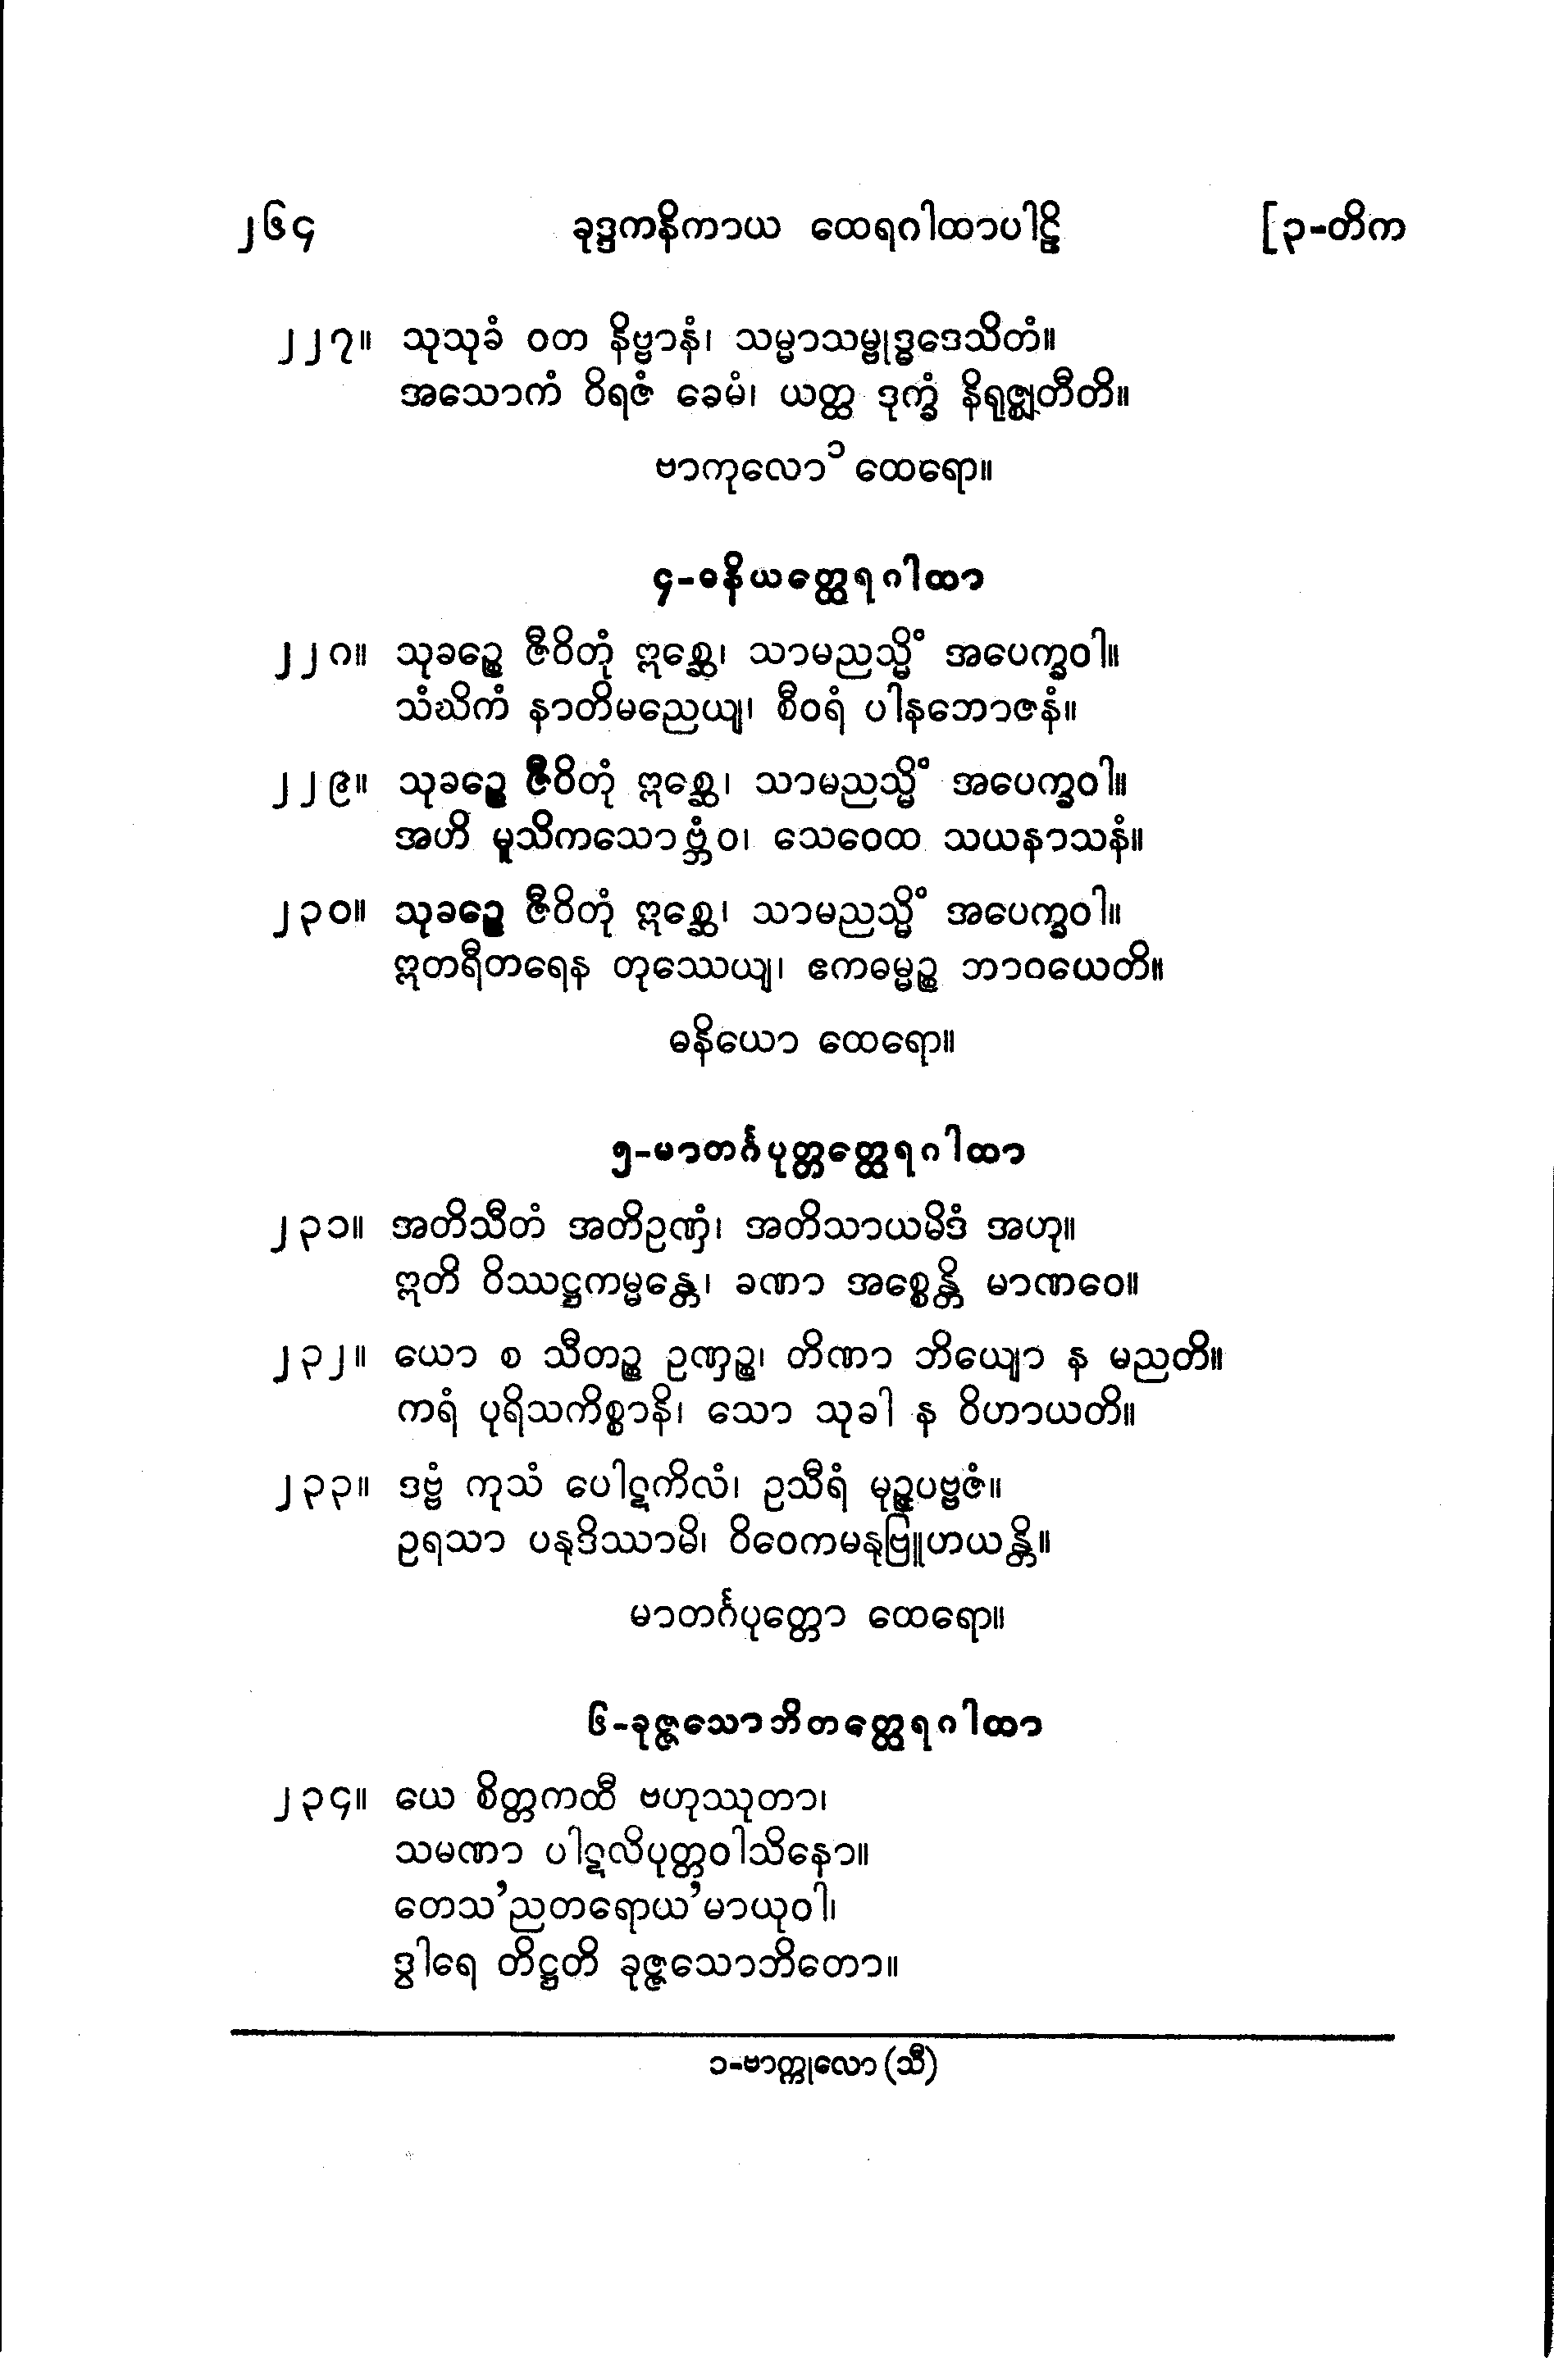 ၂၆၄ ခုဒ္ဒကနိကာယ ထေရဂါထာပါဠိ [၃-တိက
၂၂၇။ သုသုခံ ဝတ နိဗ္ဗာနံ၊ သမ္မာသမ္ဗုဒ္ဓဒေသိတံ။
အသောကံ ဝိရဇံ ခေမံ၊ ယတ္ထ ဒုက္ခံ နိရုဇ္ဈတီတိ။
ဗာကုလော၁ ထေရော။
၄-ဓနိယတ္ထေရဂါထာ
၂၂၈။ သုခဉ္စေ ဇီဝိတုံ ဣစ္ဆေ၊ သာမညသ္မိံ အပေက္ခဝါ။
သံဃိကံ နာတိမညေယျ၊ စီဝရံ ပါနဘောဇနံ။
၂၂၉။ သုခဉ္စေ ဇီဝိတုံ ဣစ္ဆေ၊ သာမညသ္မိံ အပေက္ခဝါ။
အဟိ မူသိကသောဗ္ဘံဝ၊ သေဝေထ သယနာသနံ။
၂၃၀။ သုခဉ္စေ ဇီဝိတုံ ဣစ္ဆေ၊ သာမညသ္မိံ အပေက္ခဝါ။
ဣတရီတရေန တုဿေယျ၊ ဧကဓမ္မဉ္စ ဘာဝယေတိ။
ဓနိယော ထေရော။
၅-မာတင်္ဂပုတ္တတ္ထေရဂါထာ
၂၃၁။ အတိသီတံ အတိဥဏှံ၊ အတိသာယမိဒံ အဟု။
ဣတိ ဝိဿဋ္ဌကမ္မန္တေ၊ ခဏာ အစ္စေန္တိ မာဏဝေ။
၂၃၂။ ယော စ သီတဉ္စ ဥဏှဉ္စ၊ တိဏာ ဘိယျော န မညတိ။
ကရံ ပုရိသကိစ္စာနိ၊ သော သုခါ န ဝိဟာယတိ။
၂၃၃။ ဒဗ္ဗံ ကုသံ ပေါဋကိလံ၊ ဥသီရံ မုဉ္စပဗ္ဗဇံ။
ဥရသာ ပနုဒိဿာမိ၊ ဝိဝေကမနုဗြူဟယန္တိ။
မာတင်္ဂပုတ္တော ထေရော။
၆-ခုဇ္ဇသောဘိတတ္ထေရဂါထာ
၂၃၄။ ယေ စိတ္တကထီ ဗဟုဿုတာ၊
သမဏာ ပါဋလိပုတ္တဝါသိနော။
တေသ’ညတရောယ’မာယုဝါ၊
ဒွါရေ တိဋ္ဌတိ ခုဇ္ဇသောဘိတော။
၁-ဗာက္ကုလော (သီ)